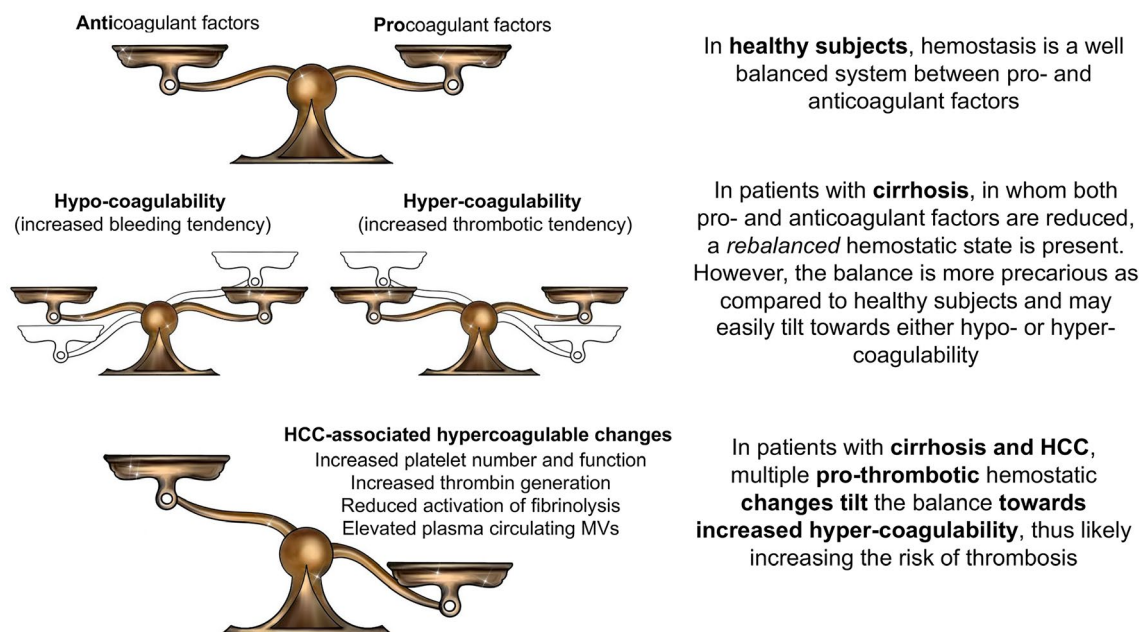 Anticoagulant factors
Procoagulant factors
In healthy subjects, hemostasis is a well
balanced system between pro- and
anticoagulant factors
Hypo-coagulability
(increased bleeding tendency)
Hyper-coagulability
(increased thrombotic tendency)
In patients with cirrhosis, in whom both
pro- and anticoagulant factors are reduced,
a rebalanced hemostatic state is present.
However, the balance is more precarious as
compared to healthy subjects and may
easily tilt towards either hypo- or hyper-
coagulability
HCC-associated hypercoagulable changes
Increased platelet number and function
Increased thrombin generation
Reduced activation of fibrinolysis
Elevated plasma circulating MVs
In patients with cirrhosis and HCC,
multiple pro-thrombotic hemostatic
changes tilt the balance towards
increased hyper-coagulability, thus likely
increasing the risk of thrombosis